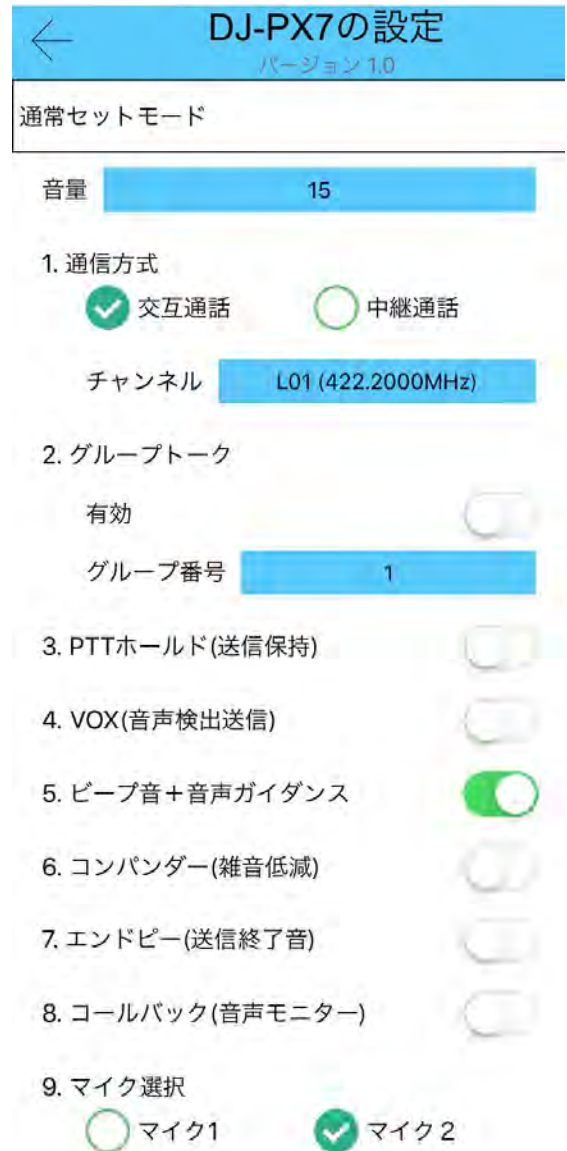 DJ-PX7の設定
バージョン 1.0
通常セットモード
音量 15
1. 通信方式
交互通話 中継通話
チャンネル L01 (422.2000MHz)
2. グループトーク
有効
グループ番号 1
3. PTTホールド(送信保持)
4. VOX(音声検出送信)
5. ビープ音＋音声ガイダンス
6. コンパンダー(雑音低減)
7. エンドピー(送信終了音)
8. コールバック(音声モニター)
9. マイク選択
マイク1 マイク 2